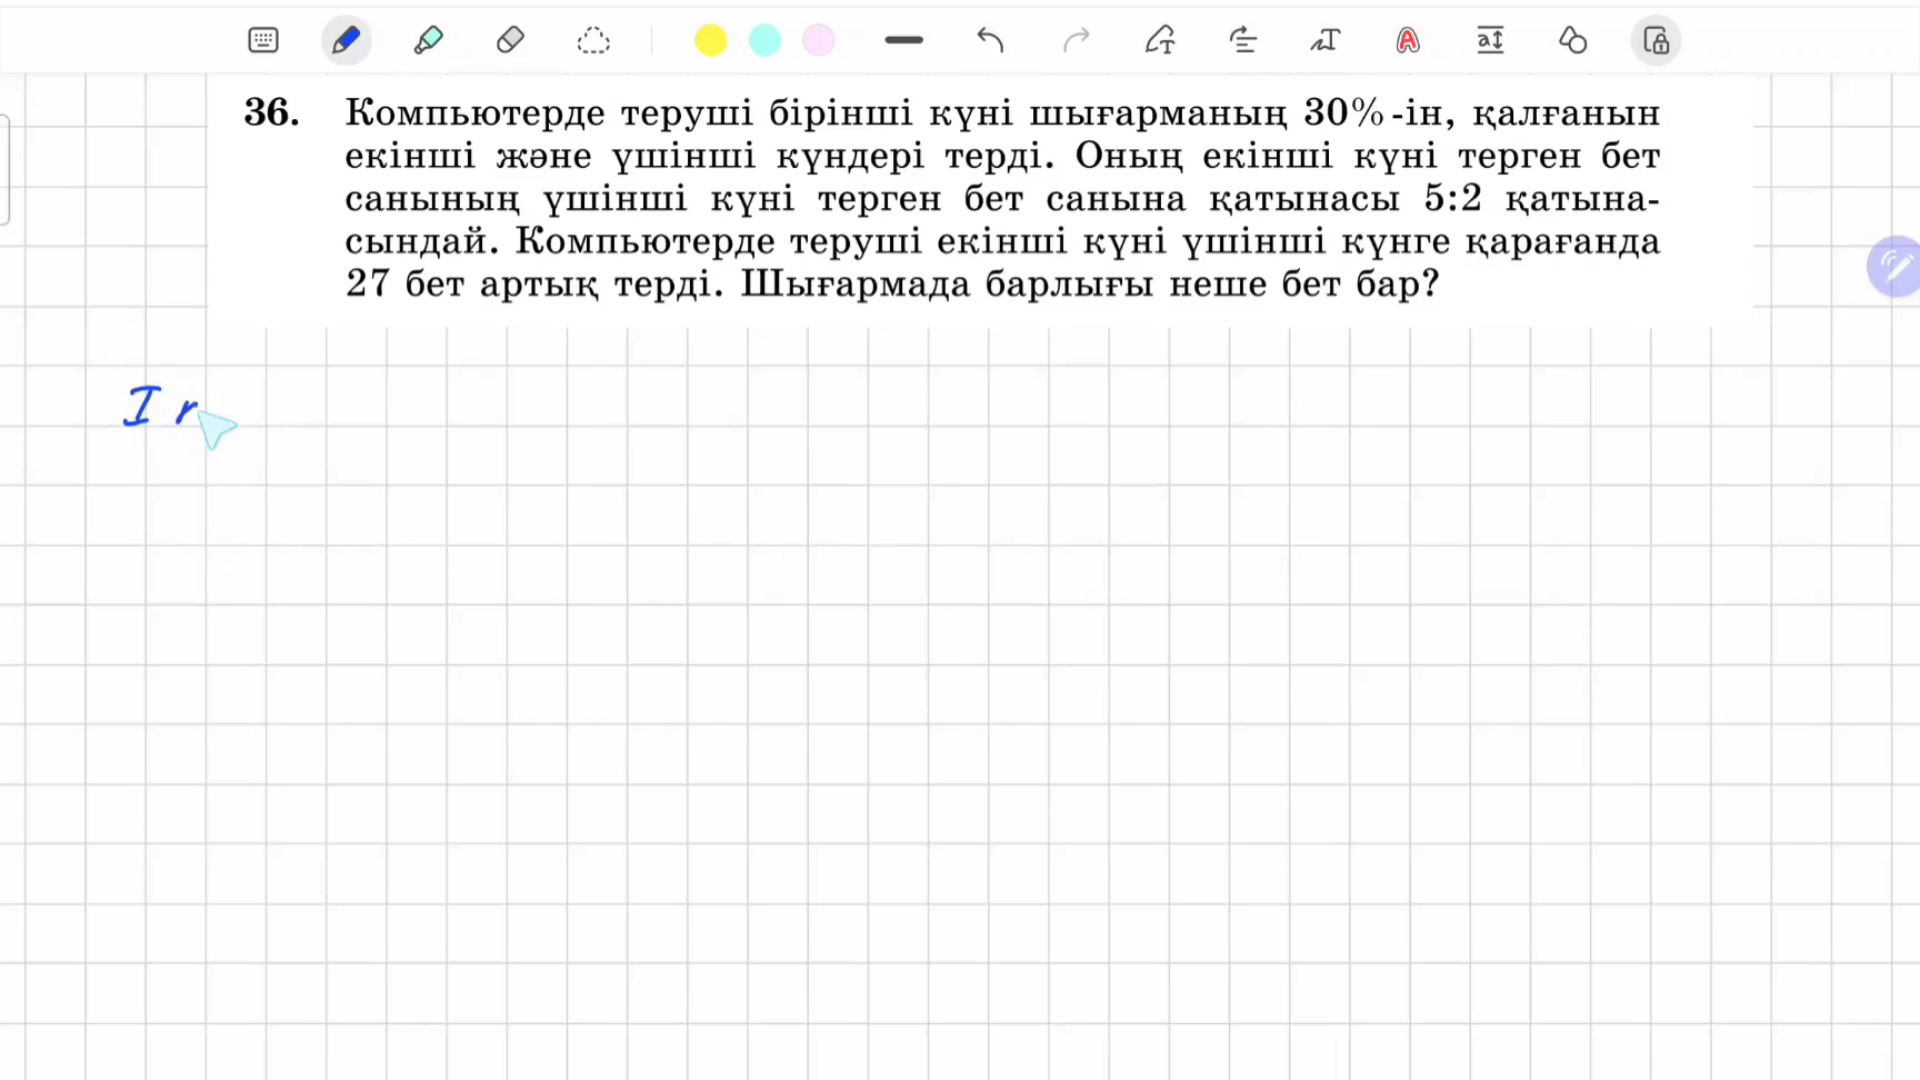 36. Компьютерде теруші бірінші күні шығарманың 30%-ін, қалғанын
екінші және үшінші күндері терді. Оның екінші күні терген бет
санының үшінші күні терген бет санына қатынасы 5:2 қатына-
сындай. Компьютерде теруші екінші күні үшінші күнге қарағанда
27 бет артық терді. Шығармада барлығы неше бет бар?
I